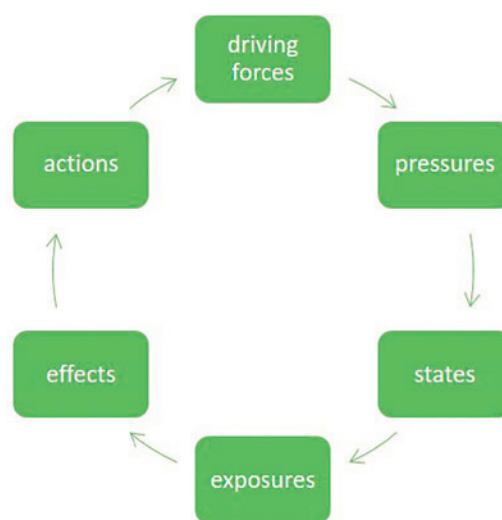 driving
forces
pressures
states
exposures
effects
actions